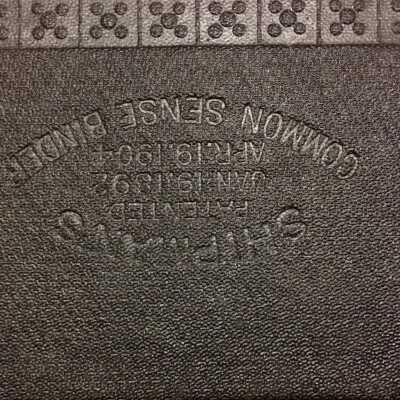 SHIPMAN'S
PATENTED
JAN.19.1892
APR.19.1904
COMMON SENSE BINDER